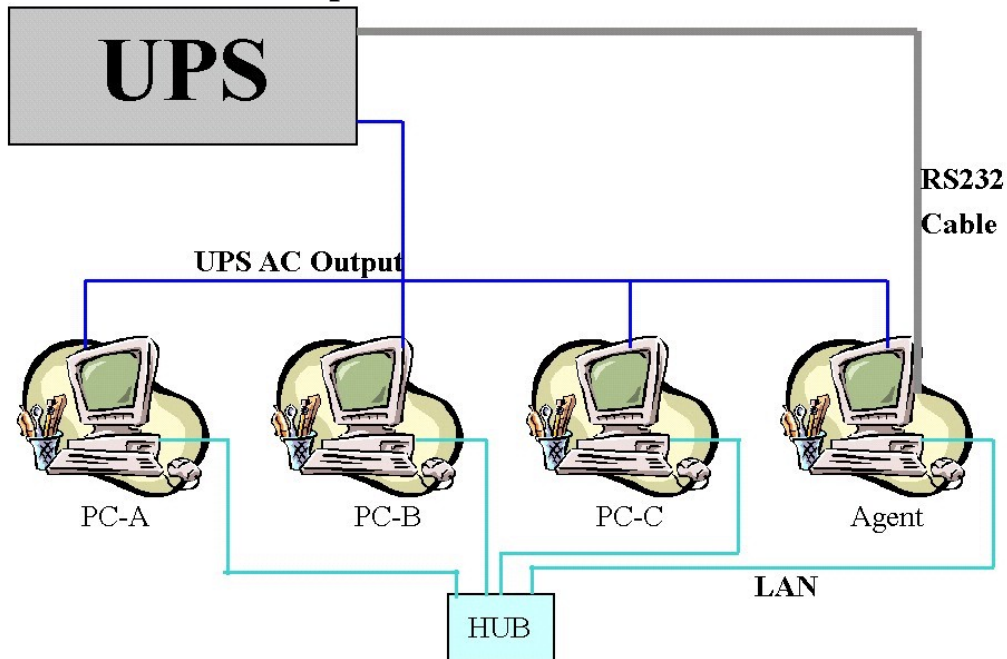 UPS
RS232
Cable
UPS AC Output
PC-A
PC-B
PC-C
Agent
LAN
HUB